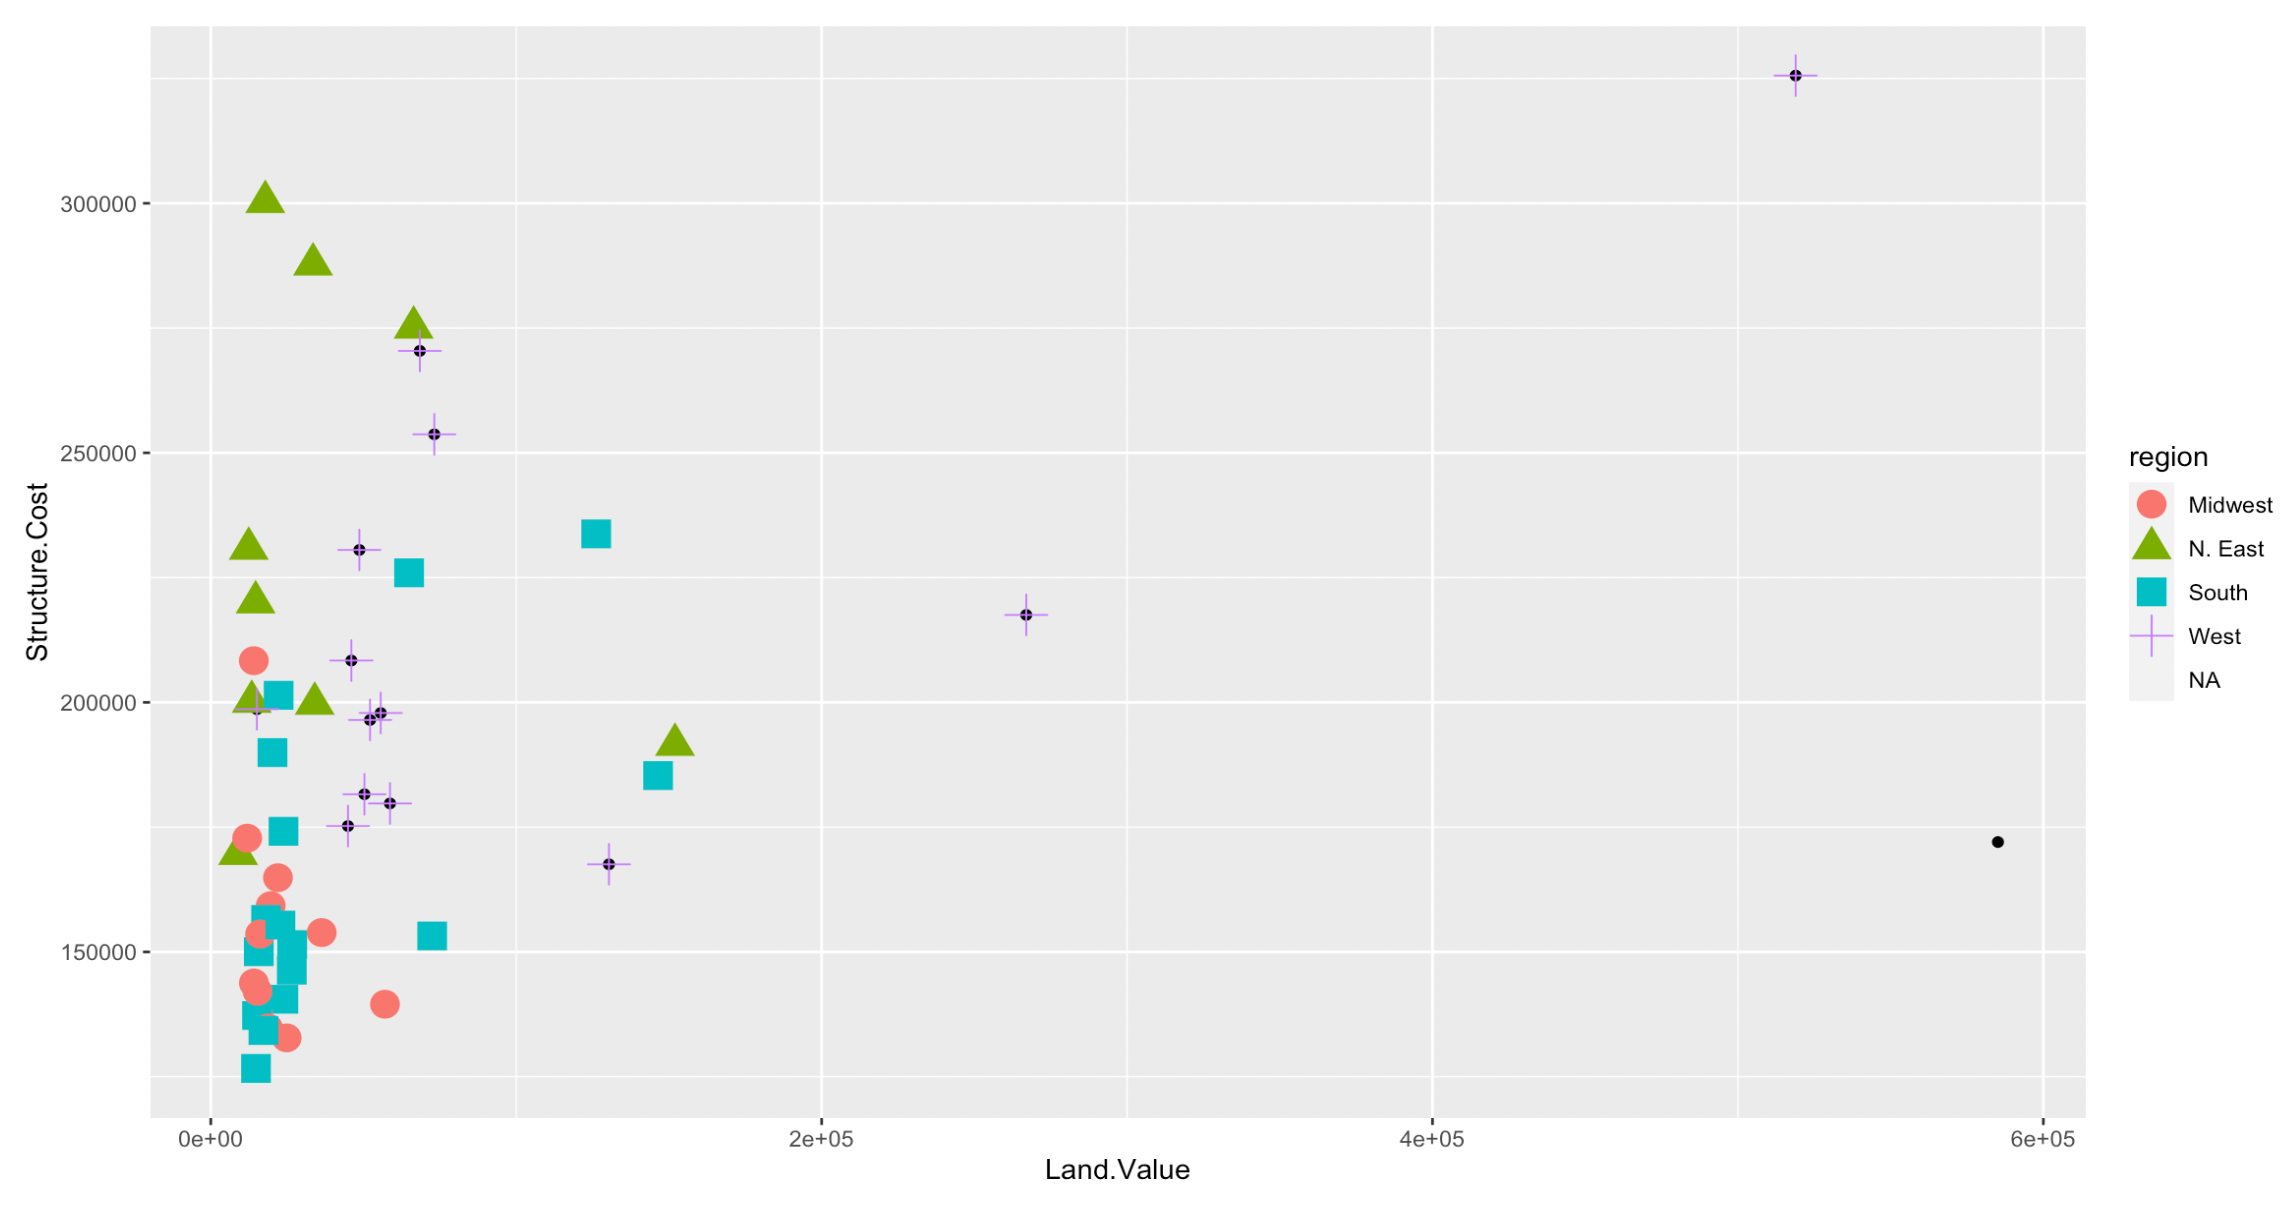 300000
250000
200000
150000
Structure.Cost
0e+00 2e+05 4e+05 6e+05
Land.Value
region
Midwest
N. East
South
West
NA